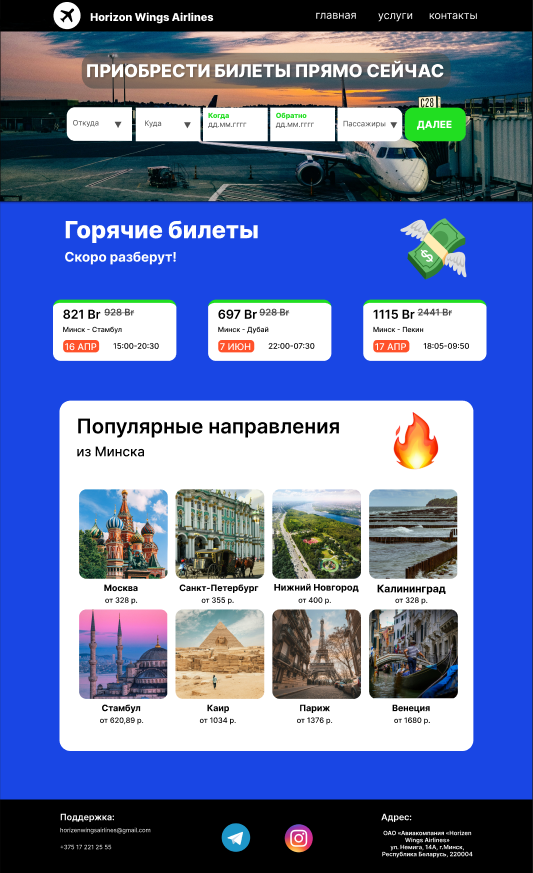 Horizon Wings Airlines
главная услуги контакты
ПРИОБРЕСТИ БИЛЕТЫ ПРЯМО СЕЙЧАС
C28
Откуда Куда Когда дд.мм.гггг Обратно дд.мм.гггг Пассажиры ДАЛЕЕ
Горячие билеты
Скоро разберут!
821 Br 928 Br
Минск - Стамбул
16 АПР 15:00-20:30
697 Br 928 Br
Минск - Дубай
7 ИЮН 22:00-07:30
1115 Br 2441 Br
Минск - Пекин
17 АПР 18:05-09:50
Популярные направления
из Минска
Москва
от 328 р.
Санкт-Петербург
от 355 р.
Нижний Новгород
от 400 р.
Калининград
от 328 р.
Стамбул
от 620,89 р.
Каир
от 1034 р.
Париж
от 1376 р.
Венеция
от 1680 р.
Поддержка:
horizenwingsairlines@gmail.com
+375 17 221 25 55
Адрес:
ОАО «Авиакомпания «Horizen
Wings Airlines»
ул. Немига, 14А, г.Минск,
Республика Беларусь, 220004